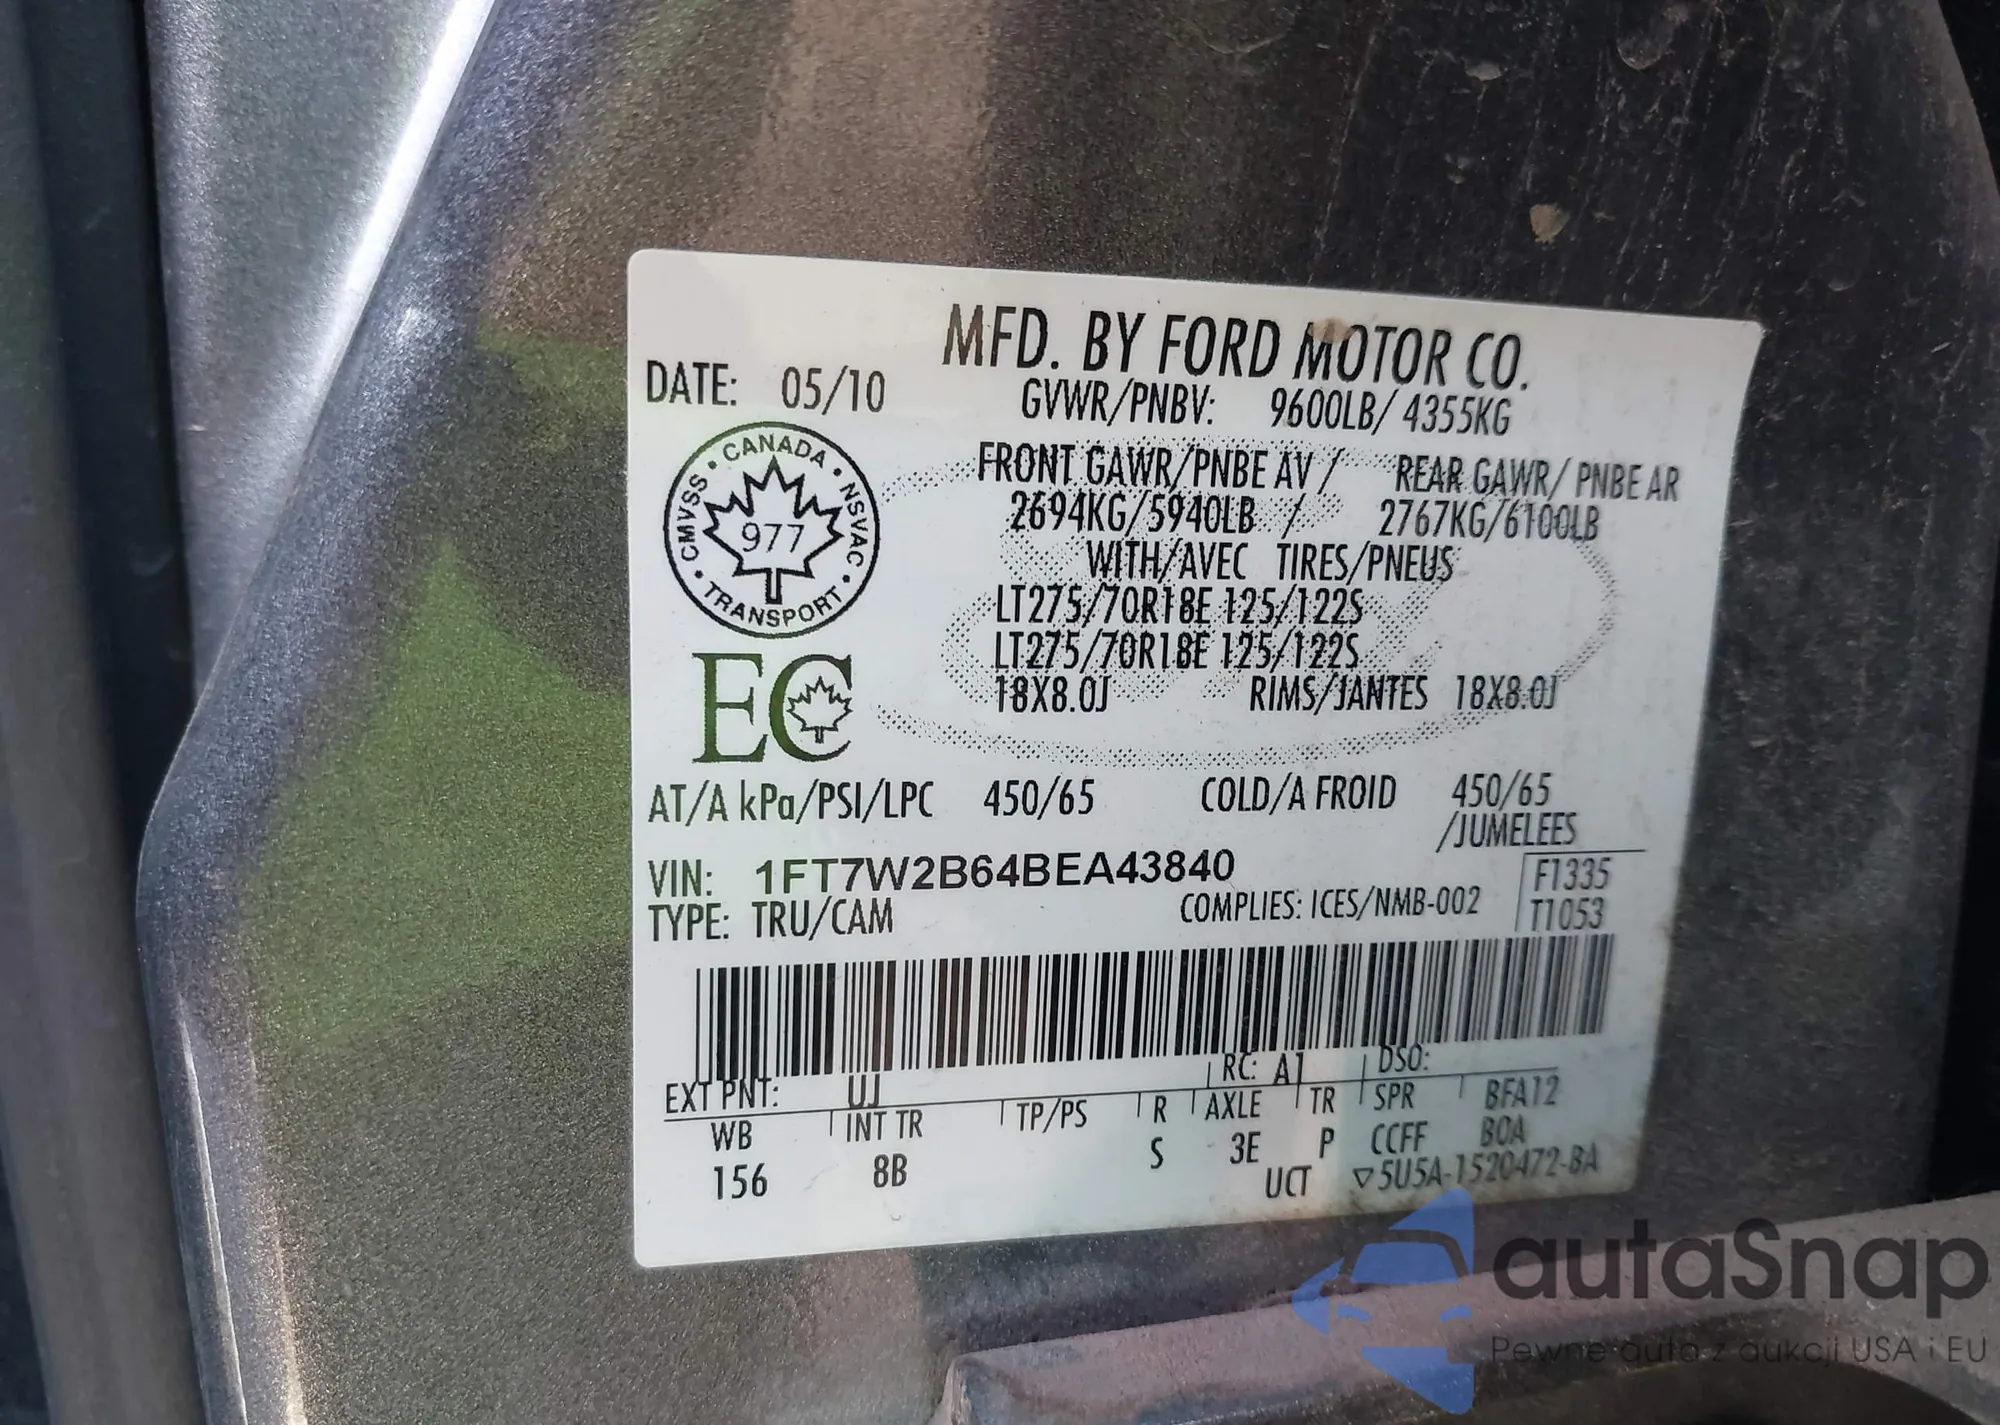 MFD. BY FORD MOTOR CO.
DATE: 05/10
GVWR/PNBV: 9600LB/ 4355KG
CANADA
CMVSS
NSVAC
TRANSPORT
977
FRONT GAWR/PNBE AV / REAR GAWR/ PNBE AR
2694KG/5940LB / 2767KG/6100LB
WITH/AVEC TIRES/PNEUS
LT275/70R18E 125/122S
LT275/70R18E 125/122S
18X8.0J RIMS/JANTES 18X8.0J
EC
AT/A kPa/PSI/LPC 450/65 COLD/A FROID 450/65
/JUMELEES
VIN: 1FT7W2B64BEA43840
F1335
TYPE: TRU/CAM COMPLIES: ICES/NMB-002 T1053
EXT PNT: UJ RC: A1 DSO:
WB INT TR TP/PS R AXLE TR SPR BFA12
156 8B S 3E P CCFF BOA
UCT ▽5U5A-1520472-BA
autaSnap
Pewne auta z aukcji USA i EU